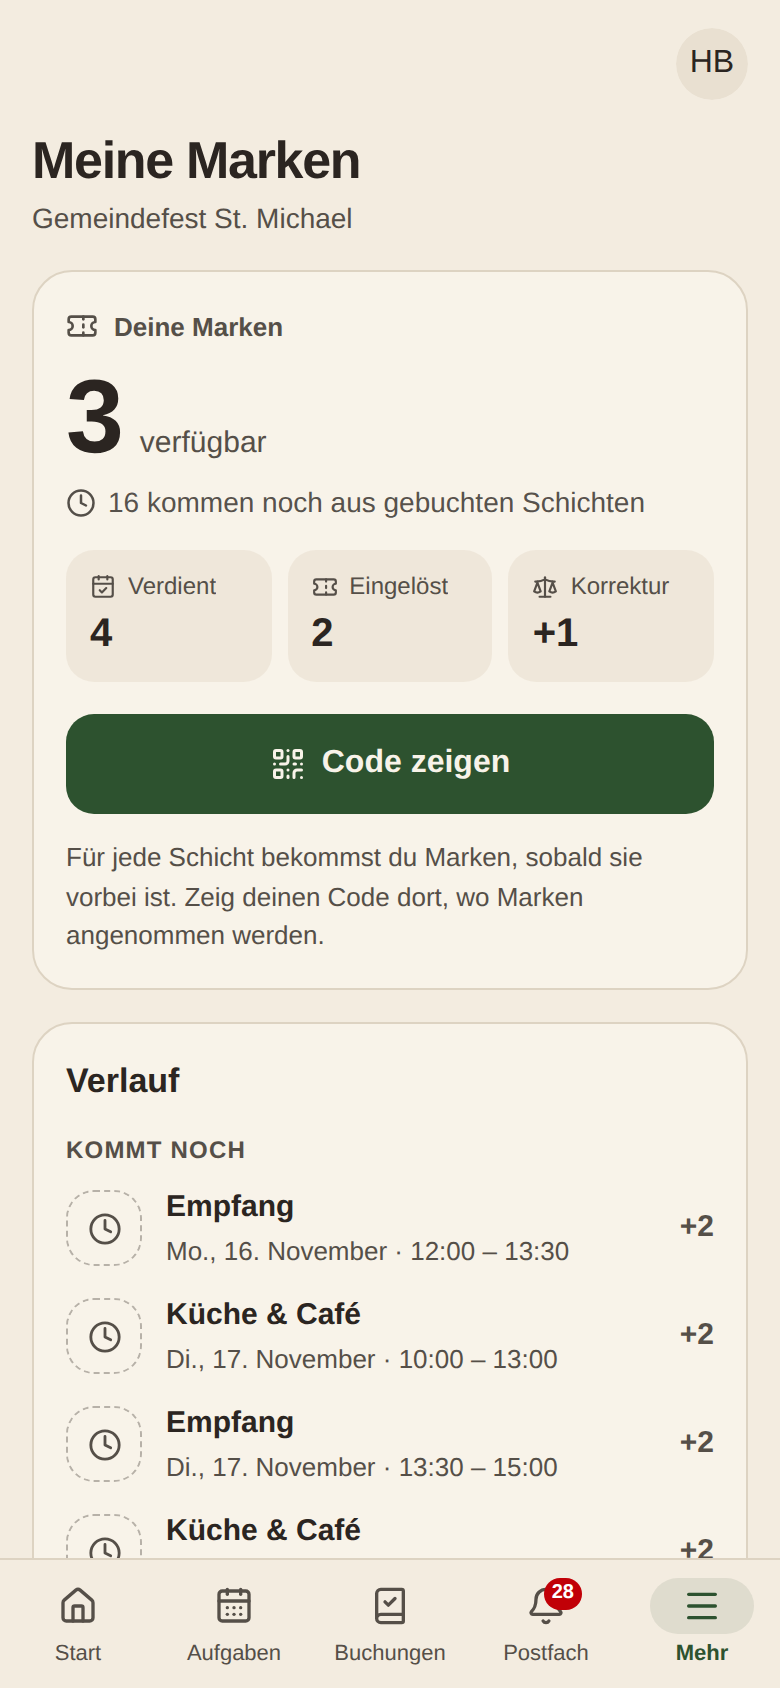 HB
Meine Marken
Gemeindefest St. Michael
Deine Marken
3 verfügbar
16 kommen noch aus gebuchten Schichten
Verdient
4
Eingelöst
2
Korrektur
+1
Code zeigen
Für jede Schicht bekommst du Marken, sobald sie
vorbei ist. Zeig deinen Code dort, wo Marken
angenommen werden.
Verlauf
KOMMT NOCH
Empfang
Mo., 16. November · 12:00 – 13:30
+2
Küche & Café
Di., 17. November · 10:00 – 13:00
+2
Empfang
Di., 17. November · 13:30 – 15:00
+2
Küche & Café
+2
Start
Aufgaben
Buchungen
28
Postfach
Mehr